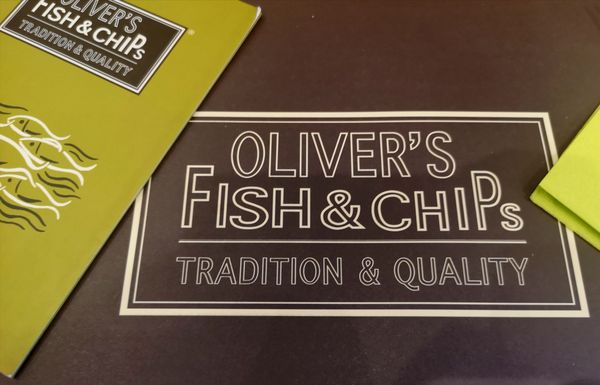 OLIVER'S
FISH & CHIPS
TRADITION & QUALITY
OLIVER'S
FISH & CHIPS
TRADITION & QUALITY